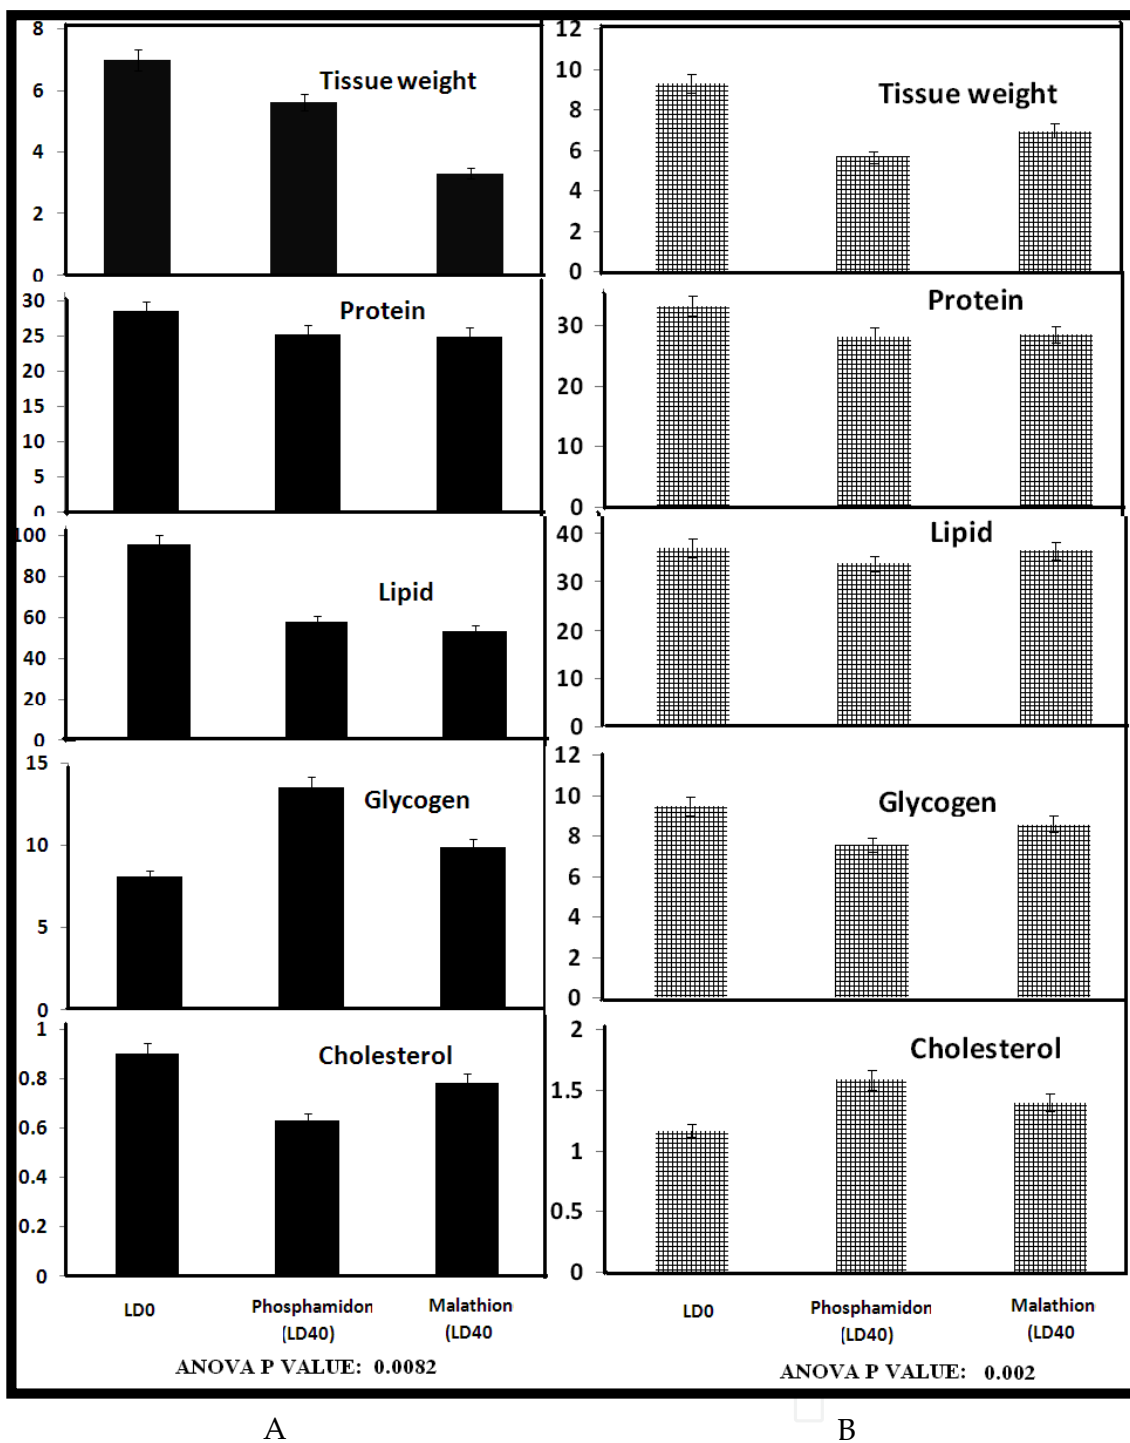 8
6
4
2
0
Tissue weight
30
25
20
15
10
5
0
Protein
100
80
60
40
20
0
Lipid
15
10
5
0
Glycogen
1
0.8
0.6
0.4
0.2
0
Cholesterol
LD0
Phosphamidon
(LD40)
Malathion
(LD40
ANOVA P VALUE: 0.0082
A
12
10
8
6
4
2
0
Tissue weight
30
20
10
0
Protein
40
30
20
10
0
Lipid
12
10
8
6
4
2
0
Glycogen
2
1.5
1
0.5
0
Cholesterol
LD0
Phosphamidon
(LD40)
Malathion
(LD40
ANOVA P VALUE: 0.002
B